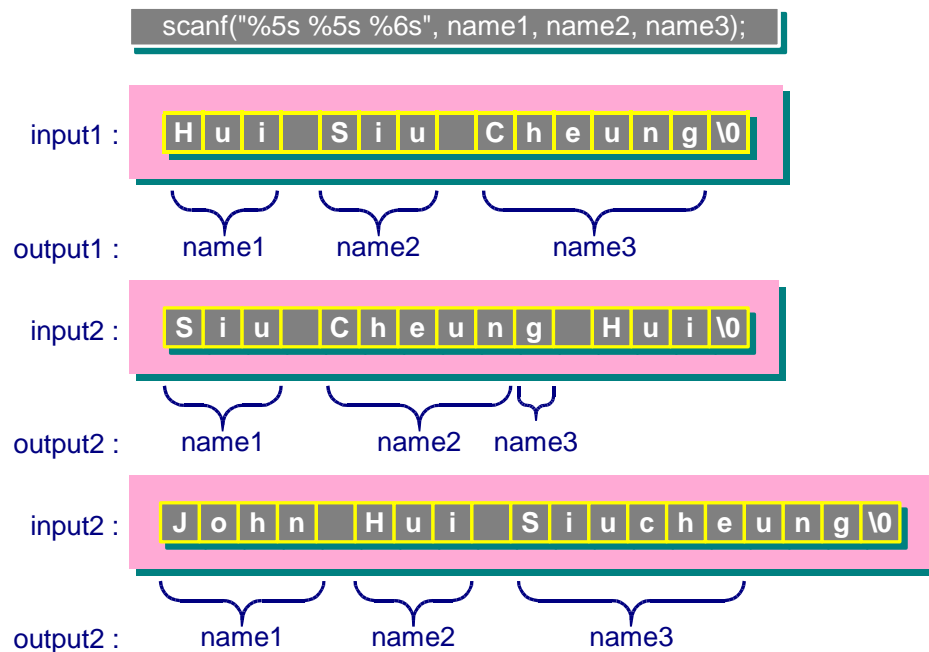 scanf("%5s %5s %6s", name1, name2, name3);
input1 : H u i S i u C h e u n g \0
output1 : name1 name2 name3
input2 : S i u C h e u n g H u i \0
output2 : name1 name2 name3
input2 : J o h n H u i S i u c h e u n g \0
output2 : name1 name2 name3